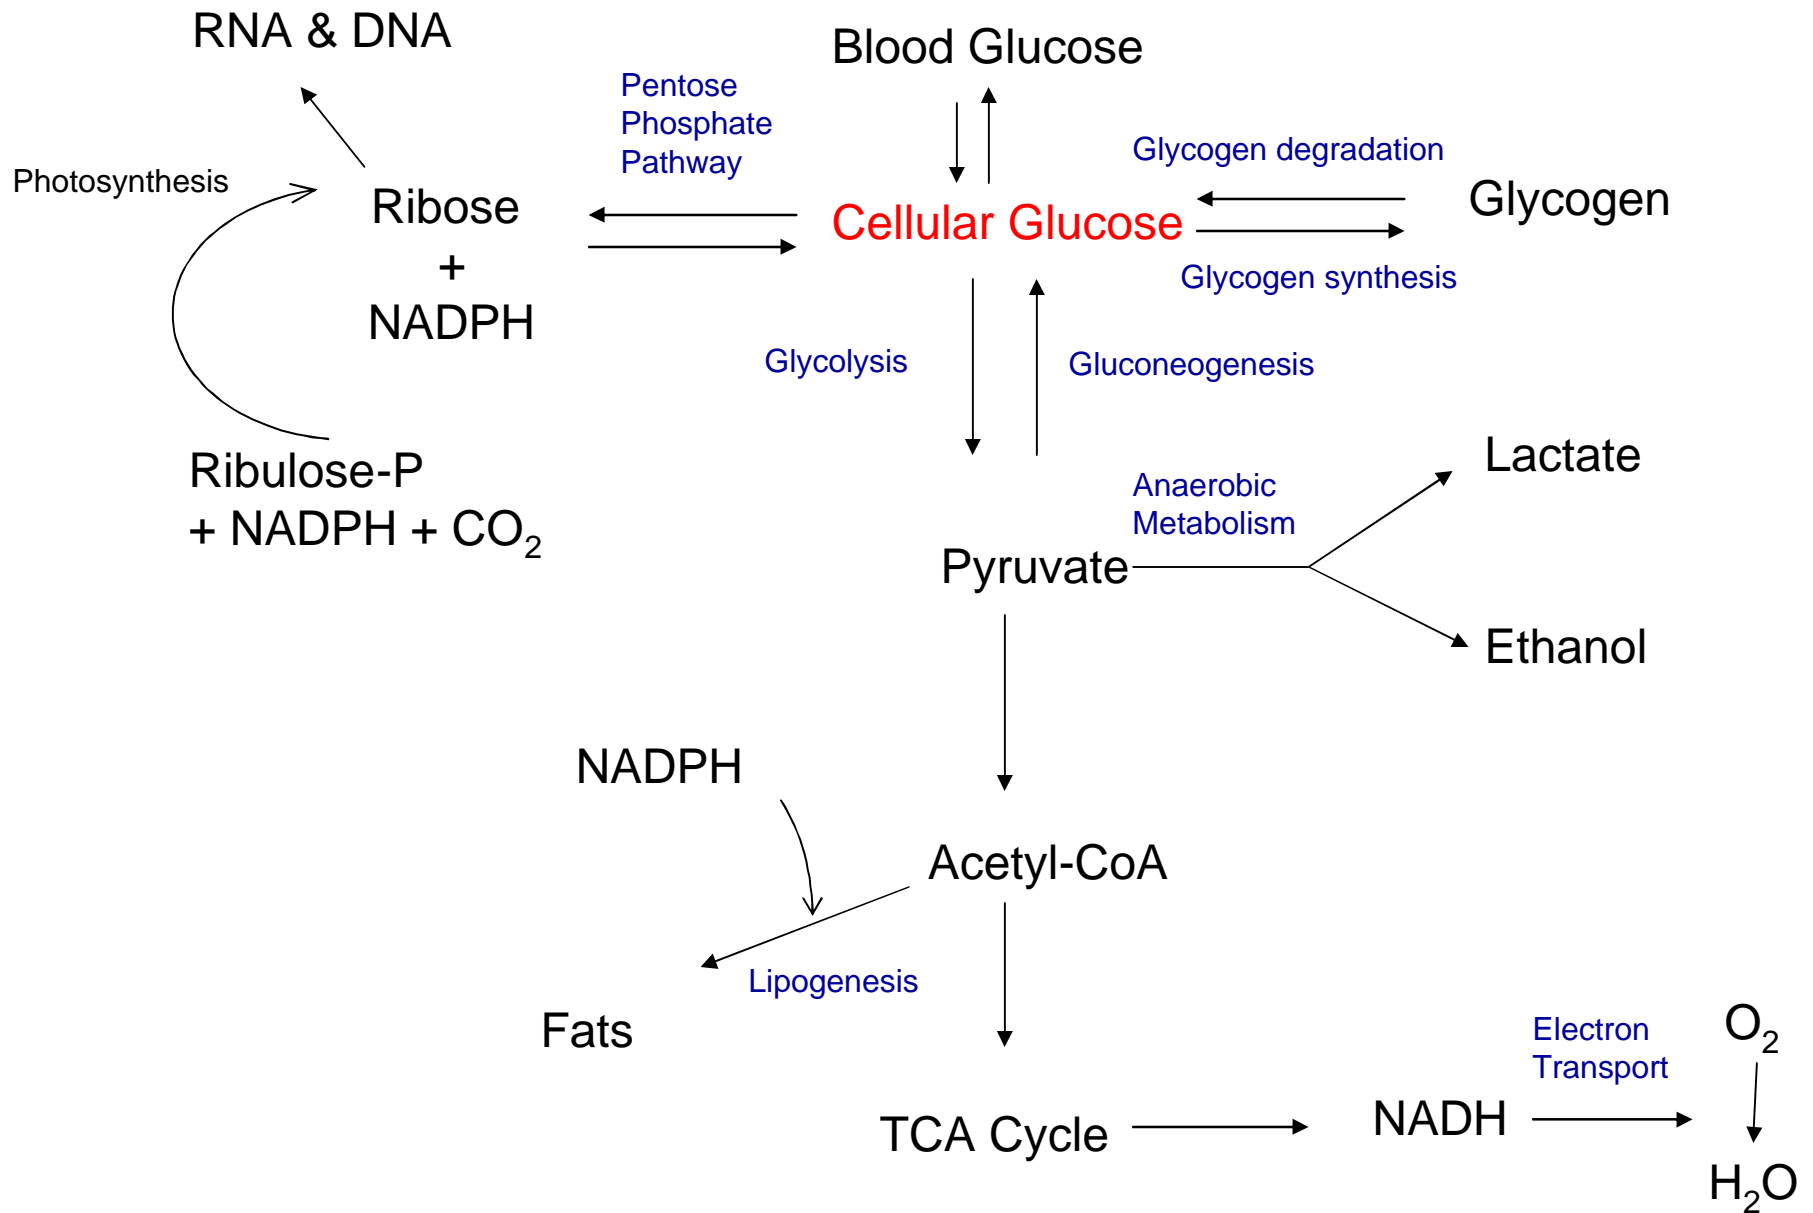 RNA & DNA
Blood Glucose
Pentose
Phosphate
Pathway
Glycogen degradation
Photosynthesis
Ribose
+
NADPH
Cellular Glucose
Glycogen
Glycogen synthesis
Glycolysis
Gluconeogenesis
Ribulose-P
+ NADPH + CO₂
Lactate
Anaerobic
Metabolism
Pyruvate
Ethanol
NADPH
Acetyl-CoA
Lipogenesis
Fats
Electron
Transport
O₂
TCA Cycle
NADH
H₂O